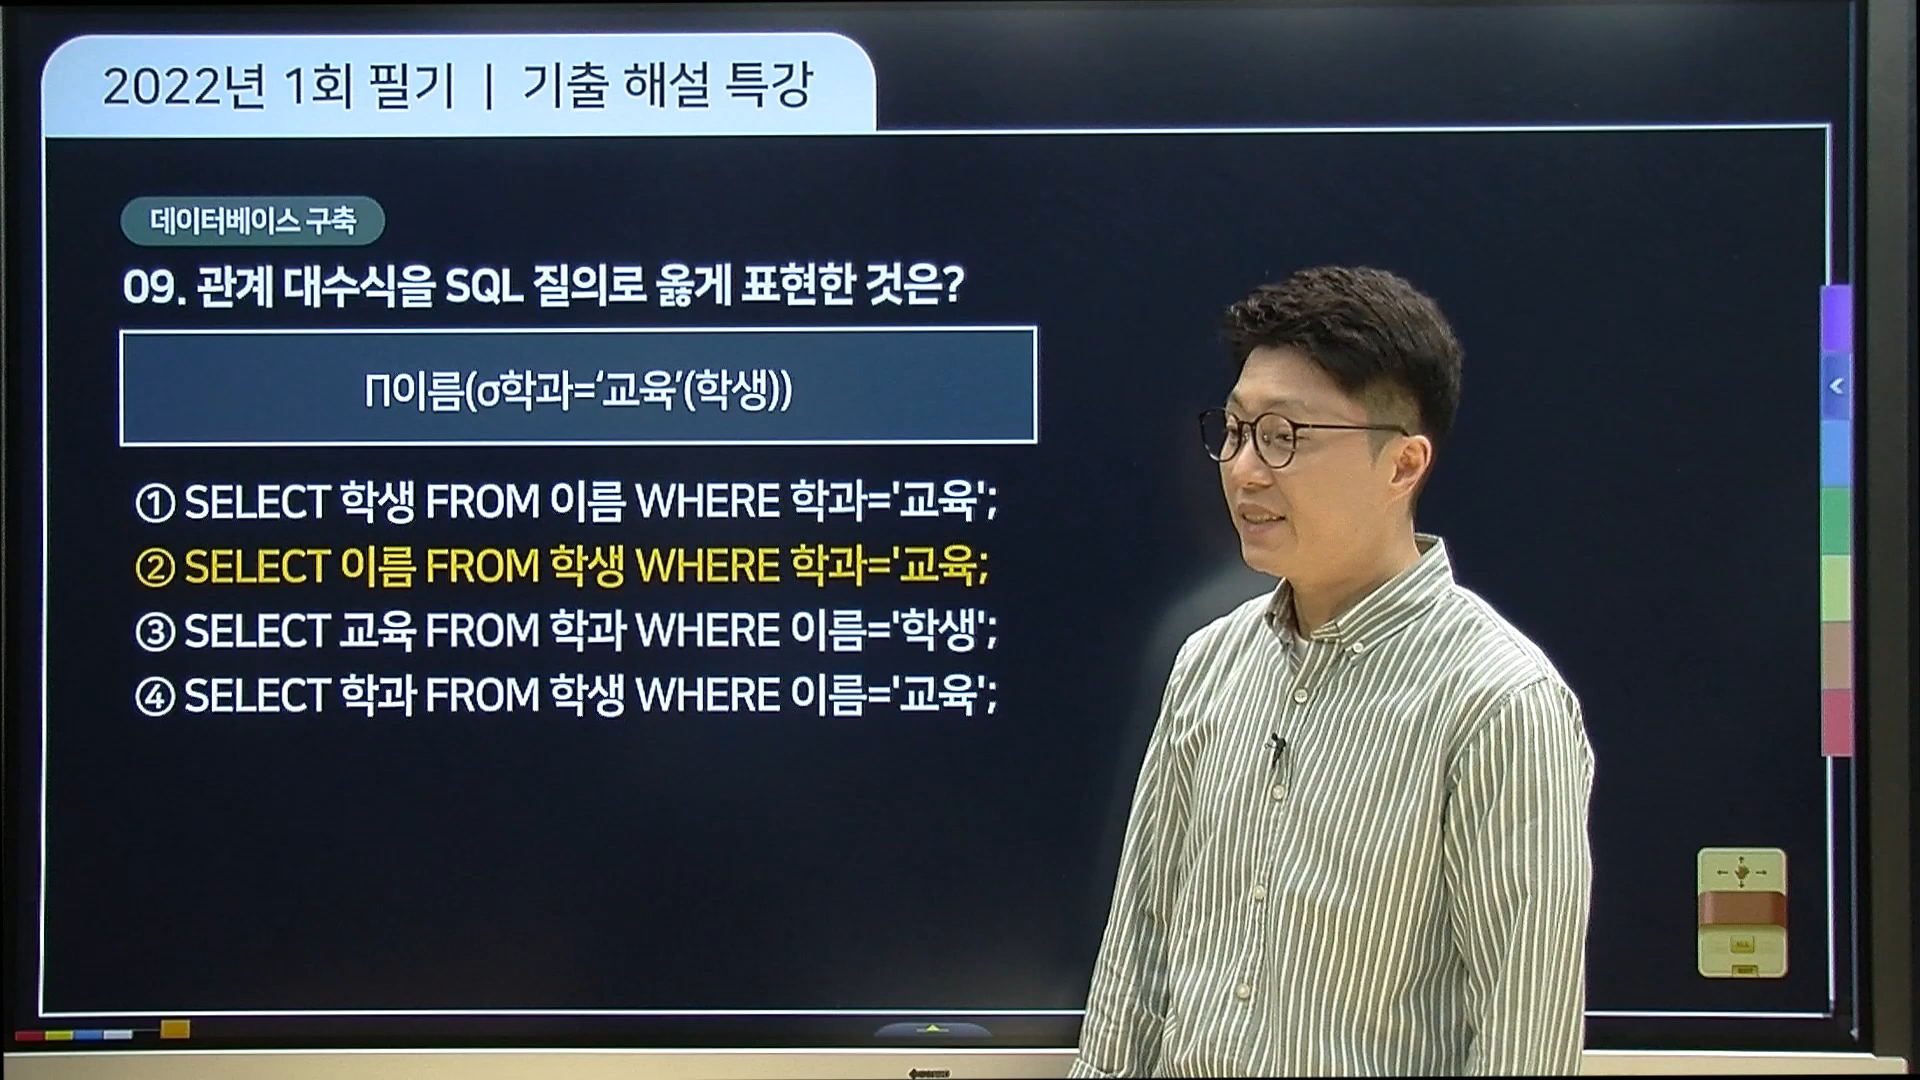 2022년 1회 필기 | 기출 해설 특강
데이터베이스 구축
09. 관계 대수식을 SQL 질의로 옳게 표현한 것은?
π이름(σ학과=‘교육’(학생))
① SELECT 학생 FROM 이름 WHERE 학과='교육';
② SELECT 이름 FROM 학생 WHERE 학과='교육;
③ SELECT 교육 FROM 학과 WHERE 이름='학생';
④ SELECT 학과 FROM 학생 WHERE 이름='교육';